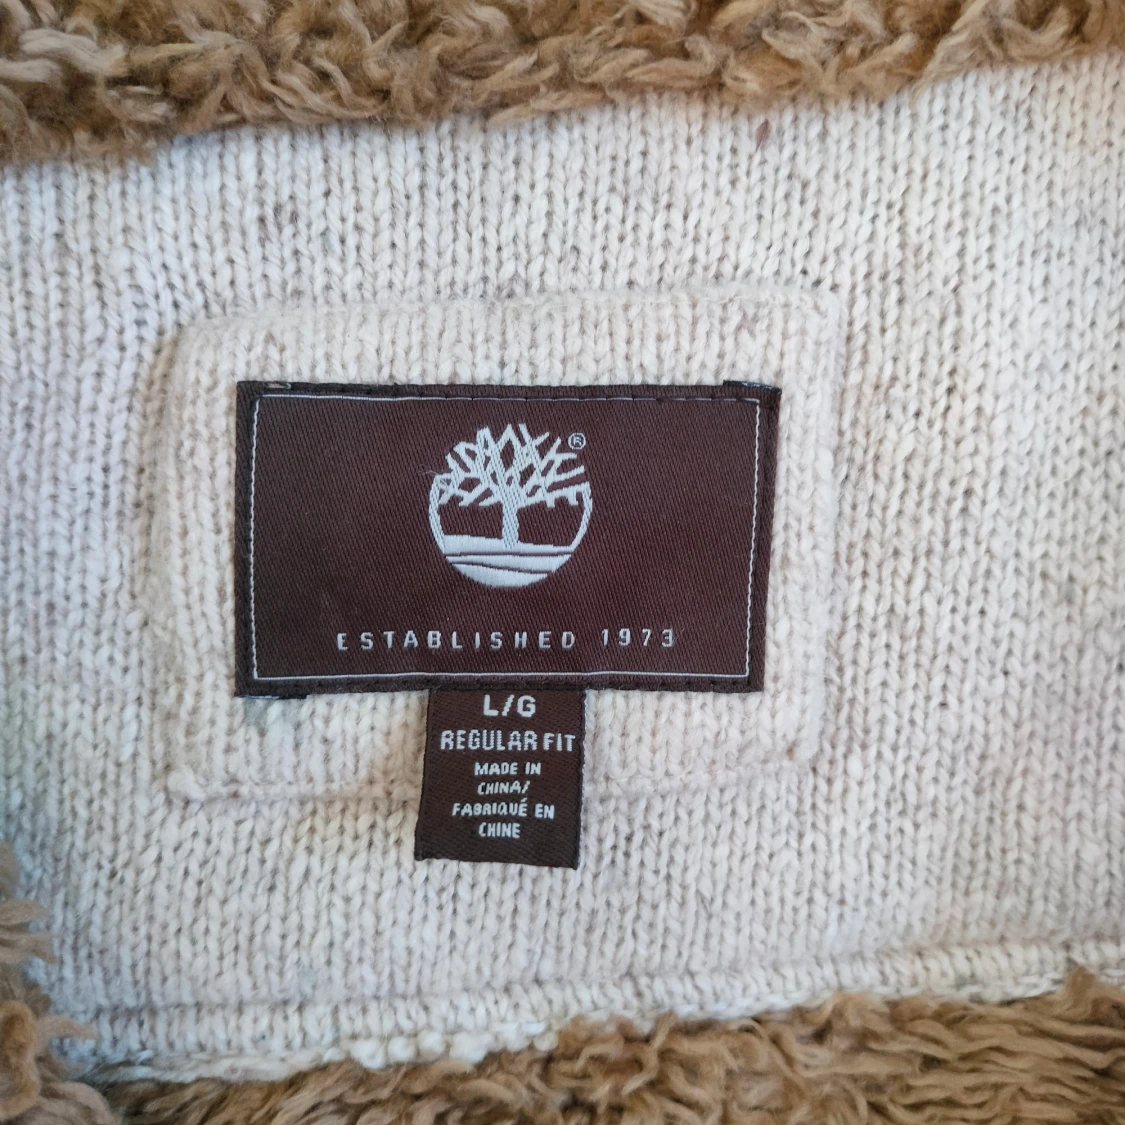 ®
ESTABLISHED 1973
L/G
REGULAR FIT
MADE IN
CHINA/
FABRIQUÉ EN
CHINE